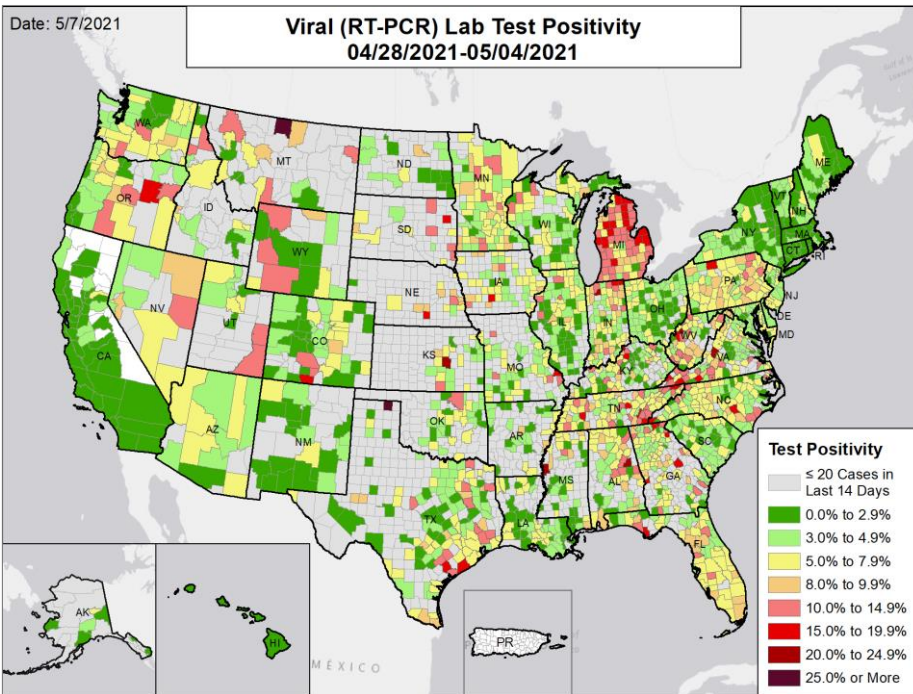 Date: 5/7/2021
Viral (RT-PCR) Lab Test Positivity
04/28/2021-05/04/2021
WA
MT
ND
MN
ME
OR
ID
SD
WI
MI
VT
NH
NY
MA
CT
RI
WY
NE
IA
PA
NJ
NV
UT
CO
IL
IN
OH
DE
MD
CA
KS
MO
KY
WV
VA
AZ
NM
OK
AR
TN
NC
SC
TX
LA
MS
AL
GA
FL
AK
HI
PR
MÉXICO
Test Positivity
≤ 20 Cases in
Last 14 Days
0.0% to 2.9%
3.0% to 4.9%
5.0% to 7.9%
8.0% to 9.9%
10.0% to 14.9%
15.0% to 19.9%
20.0% to 24.9%
25.0% or More